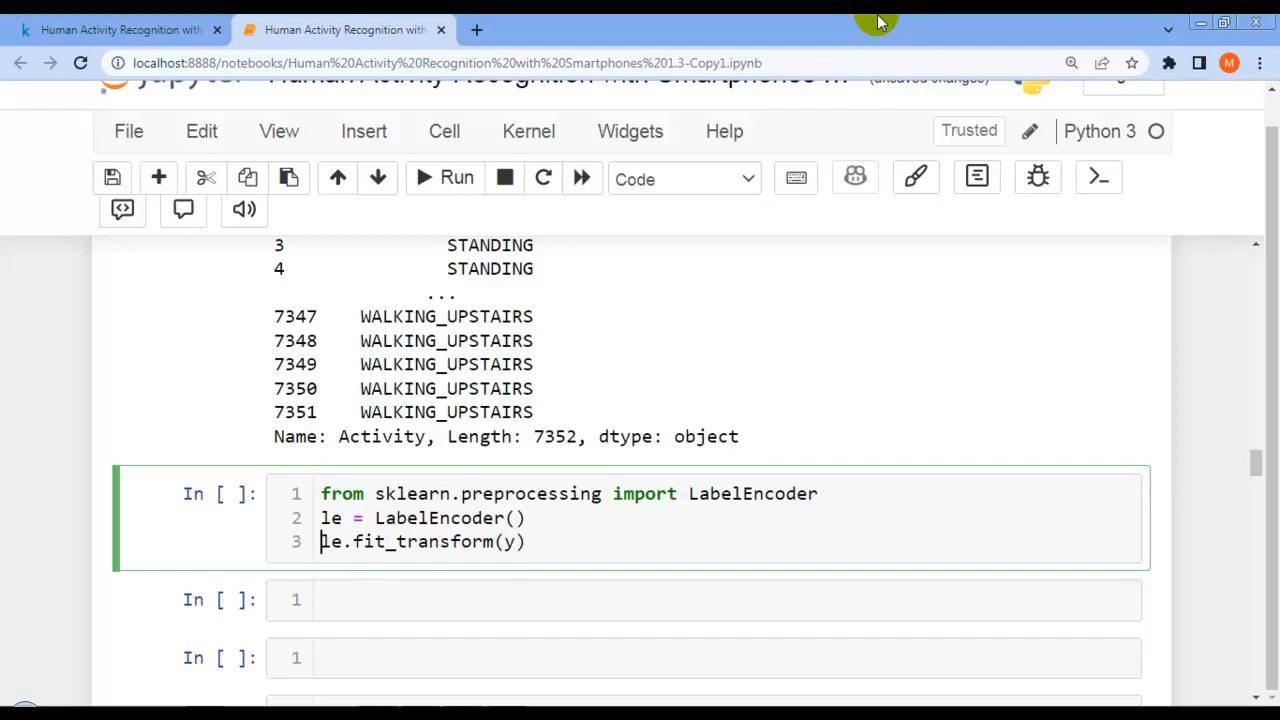 Human Activity Recognition with
Human Activity Recognition with
localhost:8888/notebooks/Human%20Activity%20Recognition%20with%20Smartphones%201.3-Copy1.ipynb
M
File Edit View Insert Cell Kernel Widgets Help Trusted Python 3
Run Code
3 STANDING
4 STANDING
...
7347 WALKING_UPSTAIRS
7348 WALKING_UPSTAIRS
7349 WALKING_UPSTAIRS
7350 WALKING_UPSTAIRS
7351 WALKING_UPSTAIRS
Name: Activity, Length: 7352, dtype: object
In [ ]: 1 from sklearn.preprocessing import LabelEncoder
2 le = LabelEncoder()
3 le.fit_transform(y)
In [ ]: 1
In [ ]: 1